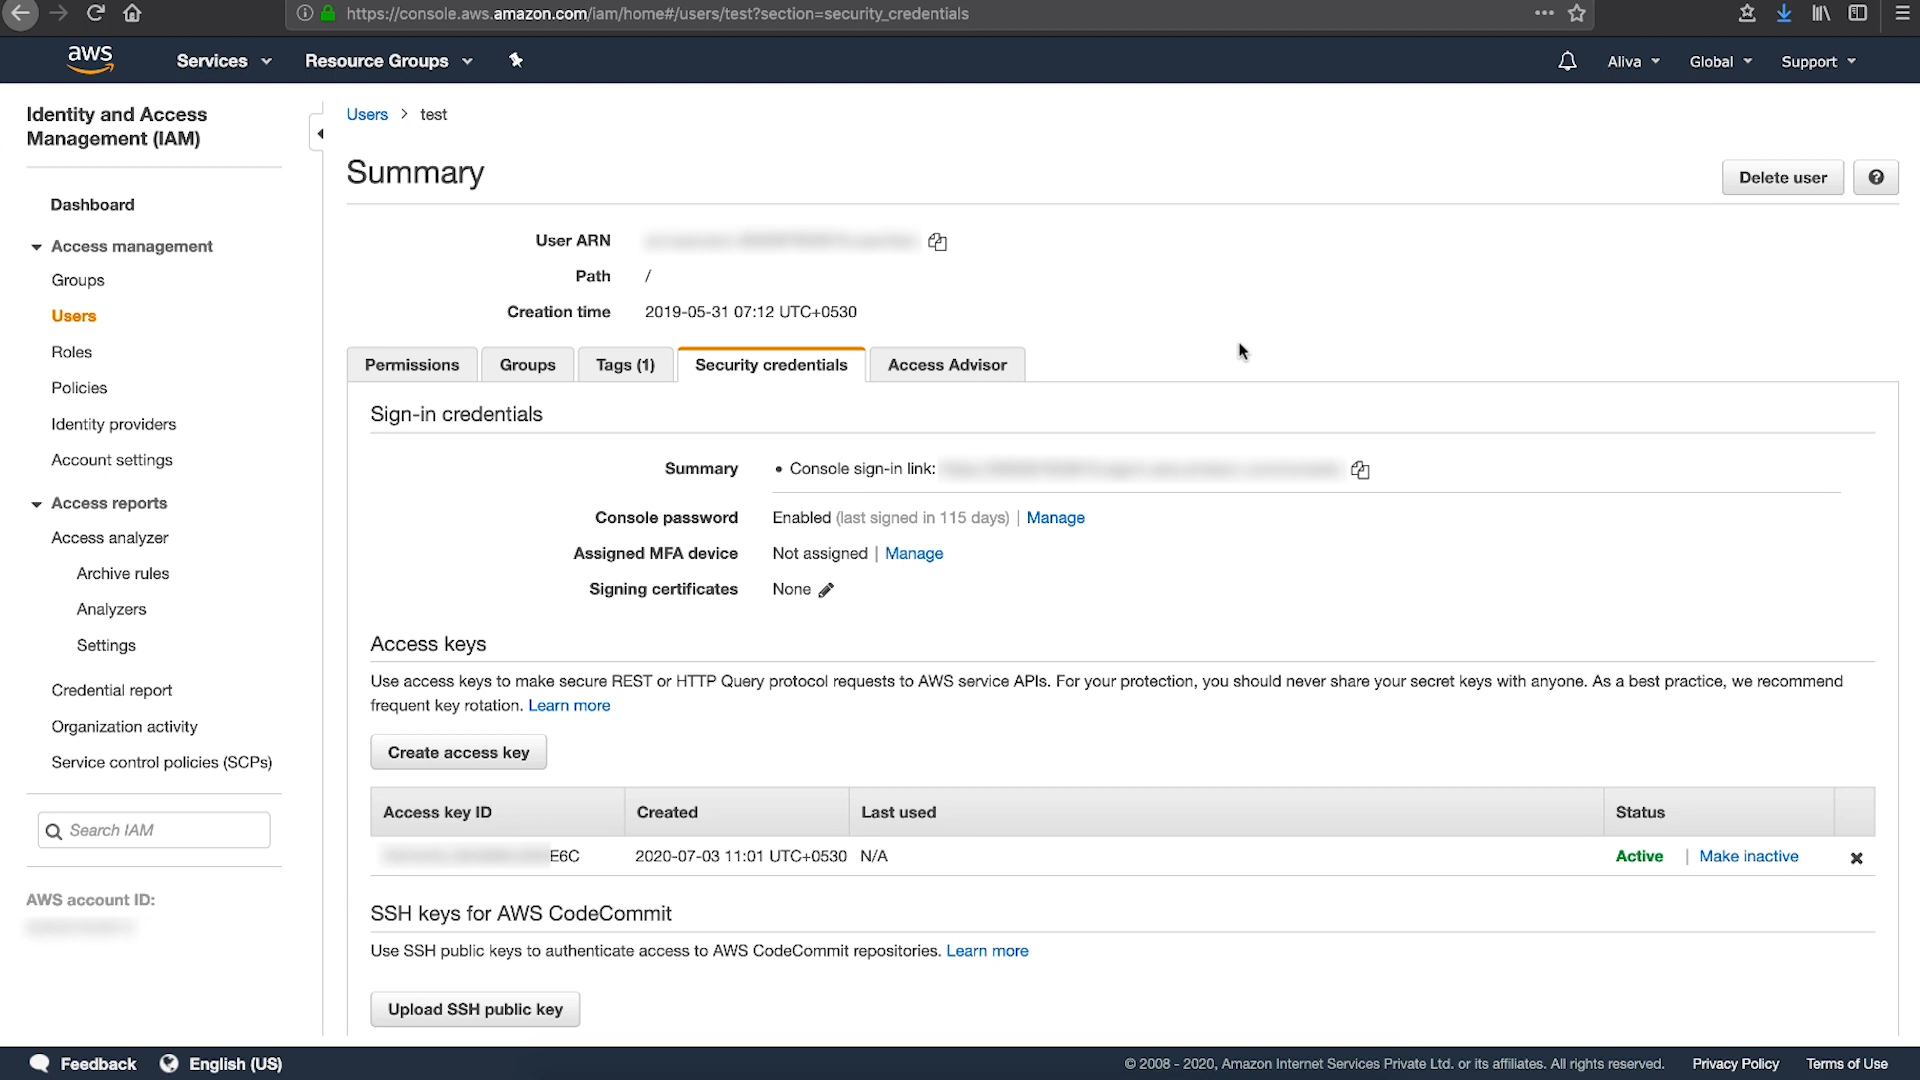 https://console.aws.amazon.com/iam/home#/users/test?section=security_credentials
aws
Services
Resource Groups
Aliva
Global
Support
Identity and Access
Management (IAM)
Dashboard
Access management
Groups
Users
Roles
Policies
Identity providers
Account settings
Access reports
Access analyzer
Archive rules
Analyzers
Settings
Credential report
Organization activity
Service control policies (SCPs)
Search IAM
AWS account ID:
Users > test
Summary
Delete user
User ARN
Path /
Creation time 2019-05-31 07:12 UTC+0530
Permissions
Groups
Tags (1)
Security credentials
Access Advisor
Sign-in credentials
Summary • Console sign-in link:
Console password Enabled (last signed in 115 days) | Manage
Assigned MFA device Not assigned | Manage
Signing certificates None
Access keys
Use access keys to make secure REST or HTTP Query protocol requests to AWS service APIs. For your protection, you should never share your secret keys with anyone. As a best practice, we recommend
frequent key rotation. Learn more
Create access key
Access key ID Created Last used Status
E6C 2020-07-03 11:01 UTC+0530 N/A Active | Make inactive
SSH keys for AWS CodeCommit
Use SSH public keys to authenticate access to AWS CodeCommit repositories. Learn more
Upload SSH public key
Feedback
English (US)
© 2008 - 2020, Amazon Internet Services Private Ltd. or its affiliates. All rights reserved.
Privacy Policy
Terms of Use